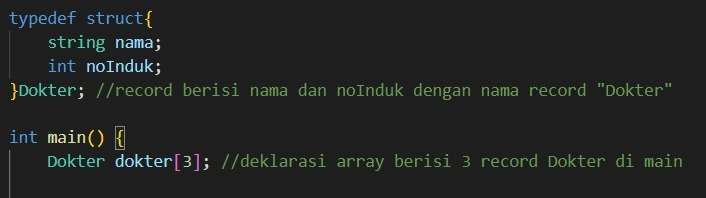 typedef struct{
    string nama;
    int noInduk;
}Dokter; //record berisi nama dan noInduk dengan nama record "Dokter"
int main() {
    Dokter dokter[3]; //deklarasi array berisi 3 record Dokter di main